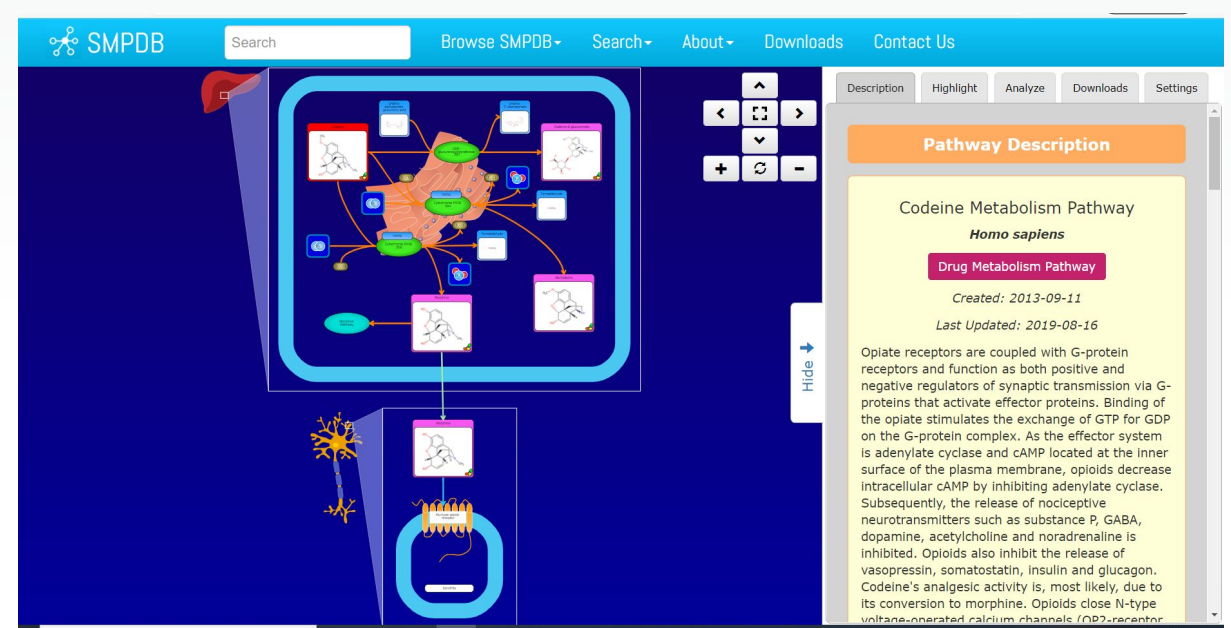 SMPDB
Search
Browse SMPDB
Search
About
Downloads
Contact Us
Description
Highlight
Analyze
Downloads
Settings
Hide
Pathway Description
Codeine Metabolism Pathway
Homo sapiens
Drug Metabolism Pathway
Created: 2013-09-11
Last Updated: 2019-08-16
Opiate receptors are coupled with G-protein
receptors and function as both positive and
negative regulators of synaptic transmission via G-
proteins that activate effector proteins. Binding of
the opiate stimulates the exchange of GTP for GDP
on the G-protein complex. As the effector system
is adenylate cyclase and cAMP located at the inner
surface of the plasma membrane, opioids decrease
intracellular cAMP by inhibiting adenylate cyclase.
Subsequently, the release of nociceptive
neurotransmitters such as substance P, GABA,
dopamine, acetylcholine and noradrenaline is
inhibited. Opioids also inhibit the release of
vasopressin, somatostatin, insulin and glucagon.
Codeine's analgesic activity is, most likely, due to
its conversion to morphine. Opioids close N-type
voltage-operated calcium channels (OP2-receptor